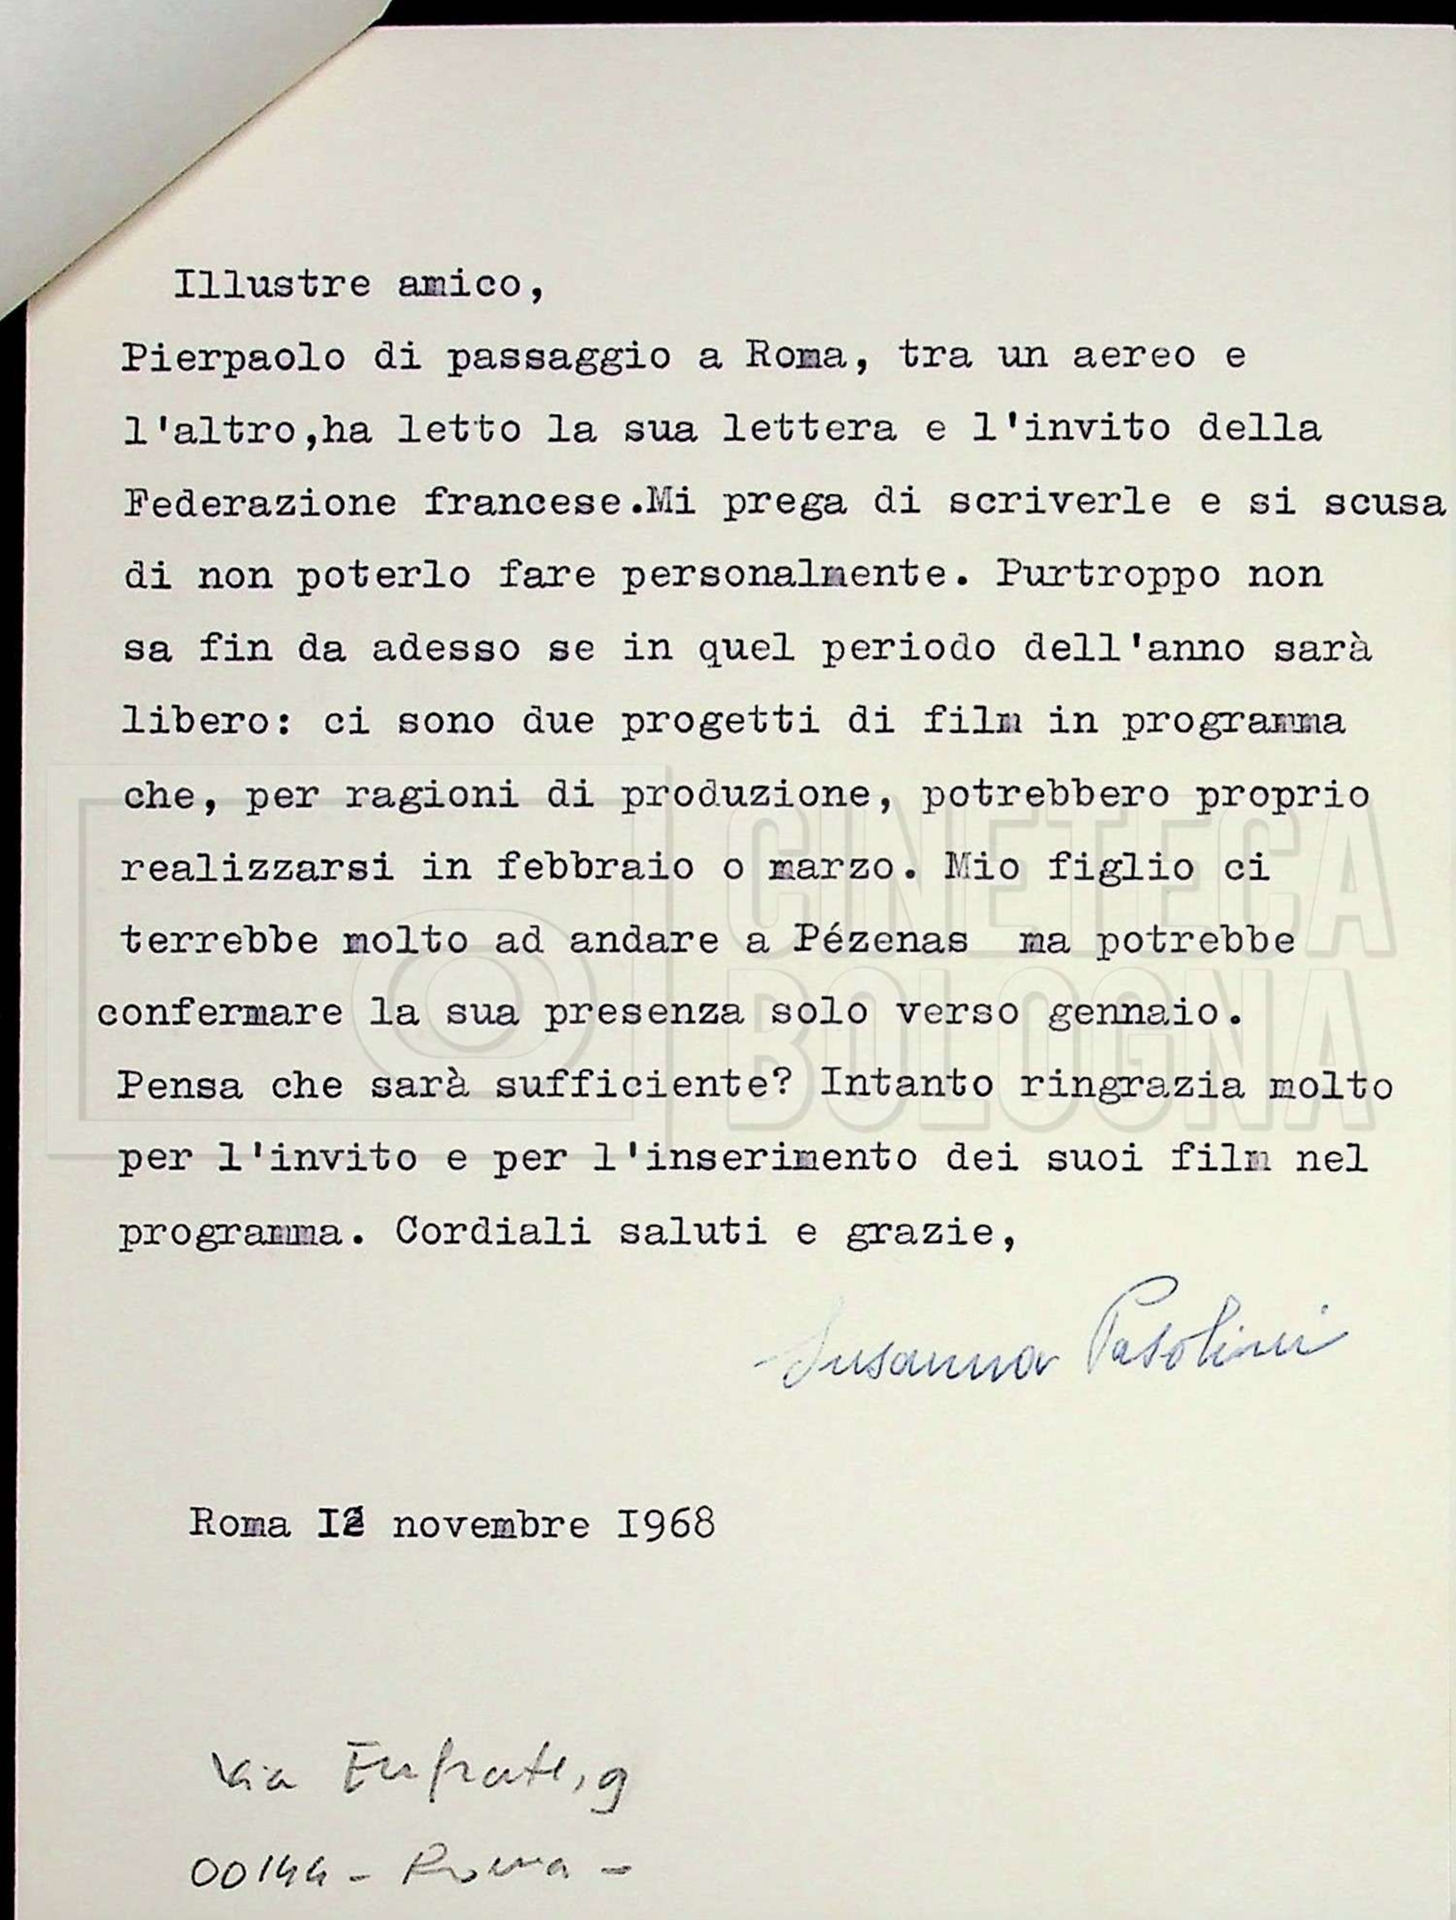 Illustre amico,
Pierpaolo di passaggio a Roma, tra un aereo e
l'altro,ha letto la sua lettera e l'invito della
Federazione francese.Mi prega di scriverle e si scusa
di non poterlo fare personalmente. Purtroppo non
sa fin da adesso se in quel periodo dell'anno sarà
libero: ci sono due progetti di film in programma
che, per ragioni di produzione, potrebbero proprio
realizzarsi in febbraio o marzo. Mio figlio ci
terrebbe molto ad andare a Pézenas  ma potrebbe
confermare la sua presenza solo verso gennaio.
Pensa che sarà sufficiente? Intanto ringrazia molto
per l'invito e per l'inserimento dei suoi film nel
programma. Cordiali saluti e grazie,
Susanna Pasolini
Roma I2 novembre I968
Via Eufrate, 9
00144 - Roma -
CINETECA
BOLOGNA